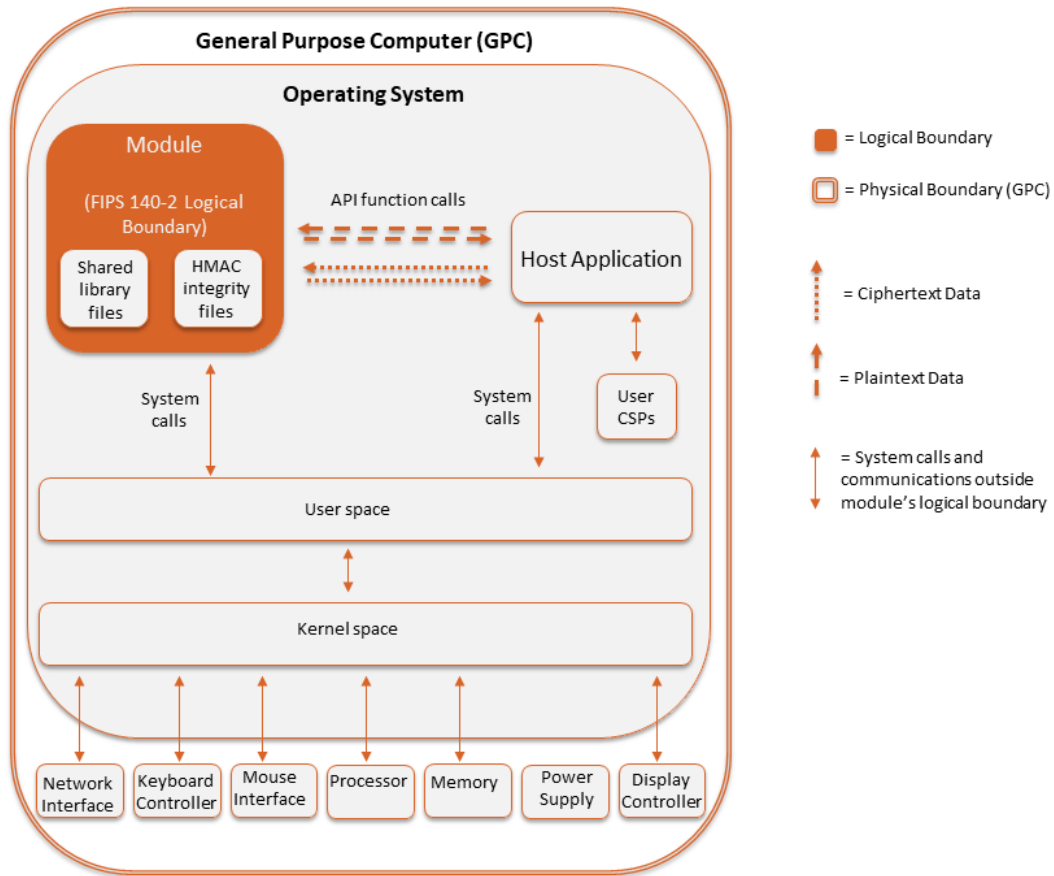 General Purpose Computer (GPC)
Operating System
Module
(FIPS 140-2 Logical
Boundary)
Shared
library
files
HMAC
integrity
files
API function calls
Host Application
System
calls
System
calls
User
CSPs
User space
Kernel space
Network
Interface
Keyboard
Controller
Mouse
Interface
Processor
Memory
Power
Supply
Display
Controller
= Logical Boundary
= Physical Boundary (GPC)
= Ciphertext Data
= Plaintext Data
= System calls and
communications outside
module's logical boundary